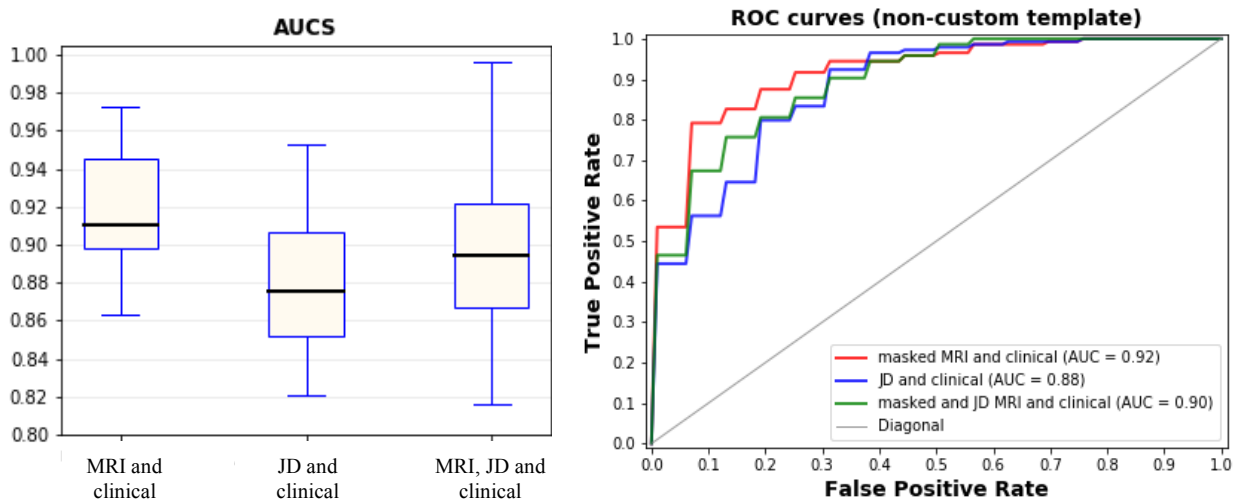 AUCS
1.00
0.98
0.96
0.94
0.92
0.90
0.88
0.86
0.84
0.82
0.80
MRI and
clinical
JD and
clinical
MRI, JD and
clinical
ROC curves (non-custom template)
True Positive Rate
1.0
0.9
0.8
0.7
0.6
0.5
0.4
0.3
0.2
0.1
0.0
masked MRI and clinical (AUC = 0.92)
JD and clinical (AUC = 0.88)
masked and JD MRI and clinical (AUC = 0.90)
Diagonal
0.0 0.1 0.2 0.3 0.4 0.5 0.6 0.7 0.8 0.9 1.0
False Positive Rate